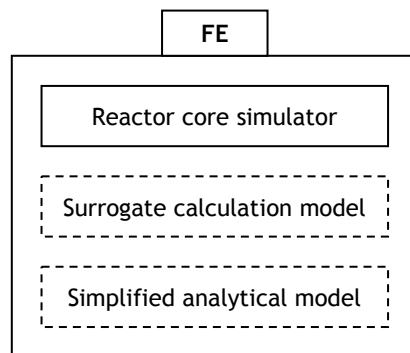 FE
Reactor core simulator
Surrogate calculation model
Simplified analytical model